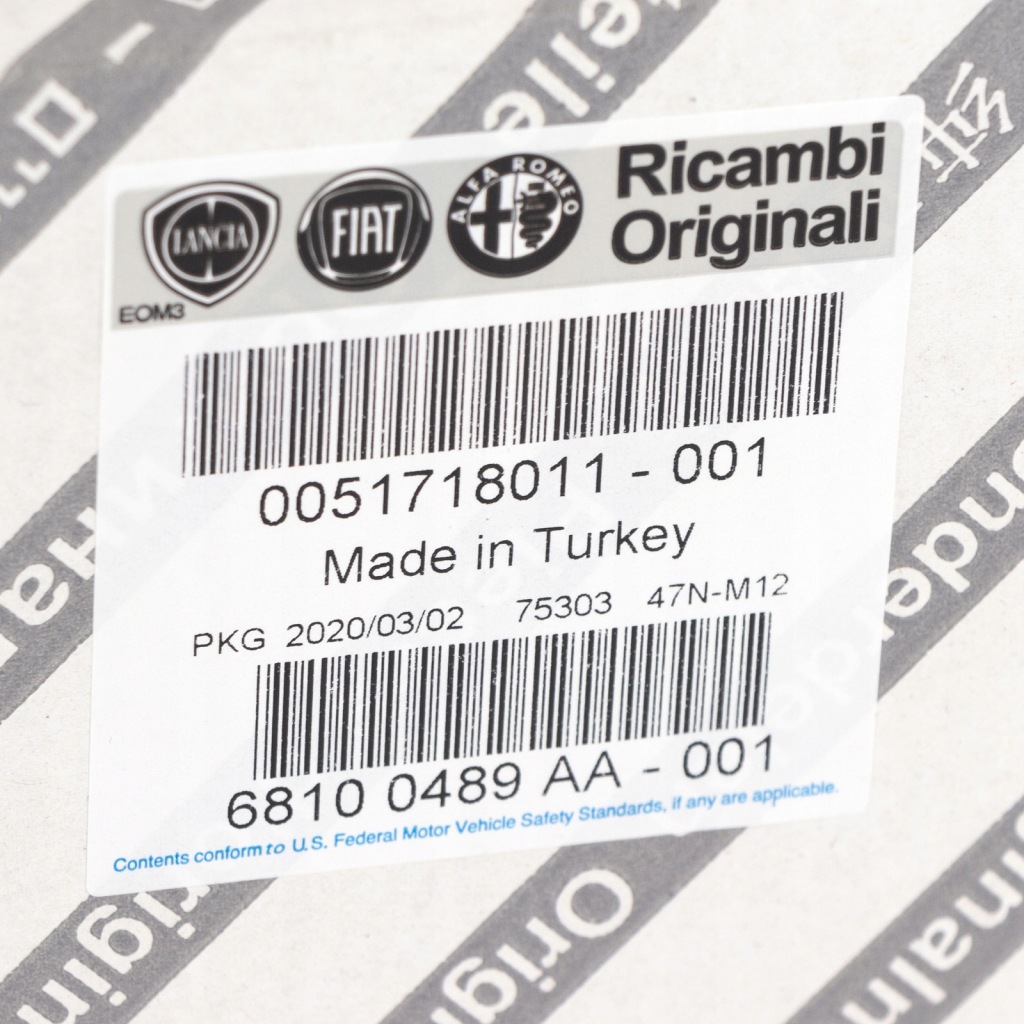 LANCIA
FIAT
ALFA ROMEO
Ricambi
Originali
EOM3
0051718011 - 001
Made in Turkey
PKG 2020/03/02 75303 47N-M12
6810 0489 AA - 001
Contents conform to U.S. Federal Motor Vehicle Safety Standards, if any are applicable.